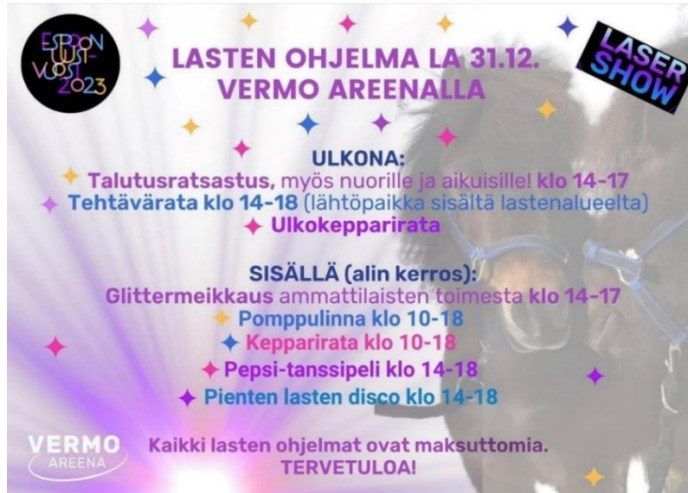 ESPOON
UUSI-
VUOSI
2023
LASTEN OHJELMA LA 31.12.
VERMO AREENALLA
LASER
SHOW
ULKONA:
Talutusratsastus, myös nuorille ja aikuisille! klo 14-17
Tehtävärata klo 14-18 (lähtöpaikka sisältä lastenalueelta)
Ulkokepparirata
SISÄLLÄ (alin kerros):
Glittermeikkaus ammattilaisten toimesta klo 14-17
Pomppulinna klo 10-18
Kepparirata klo 10-18
Pepsi-tanssipeli klo 14-18
Pienten lasten disco klo 14-18
VERMO
AREENA
Kaikki lasten ohjelmat ovat maksuttomia.
TERVETULOA!